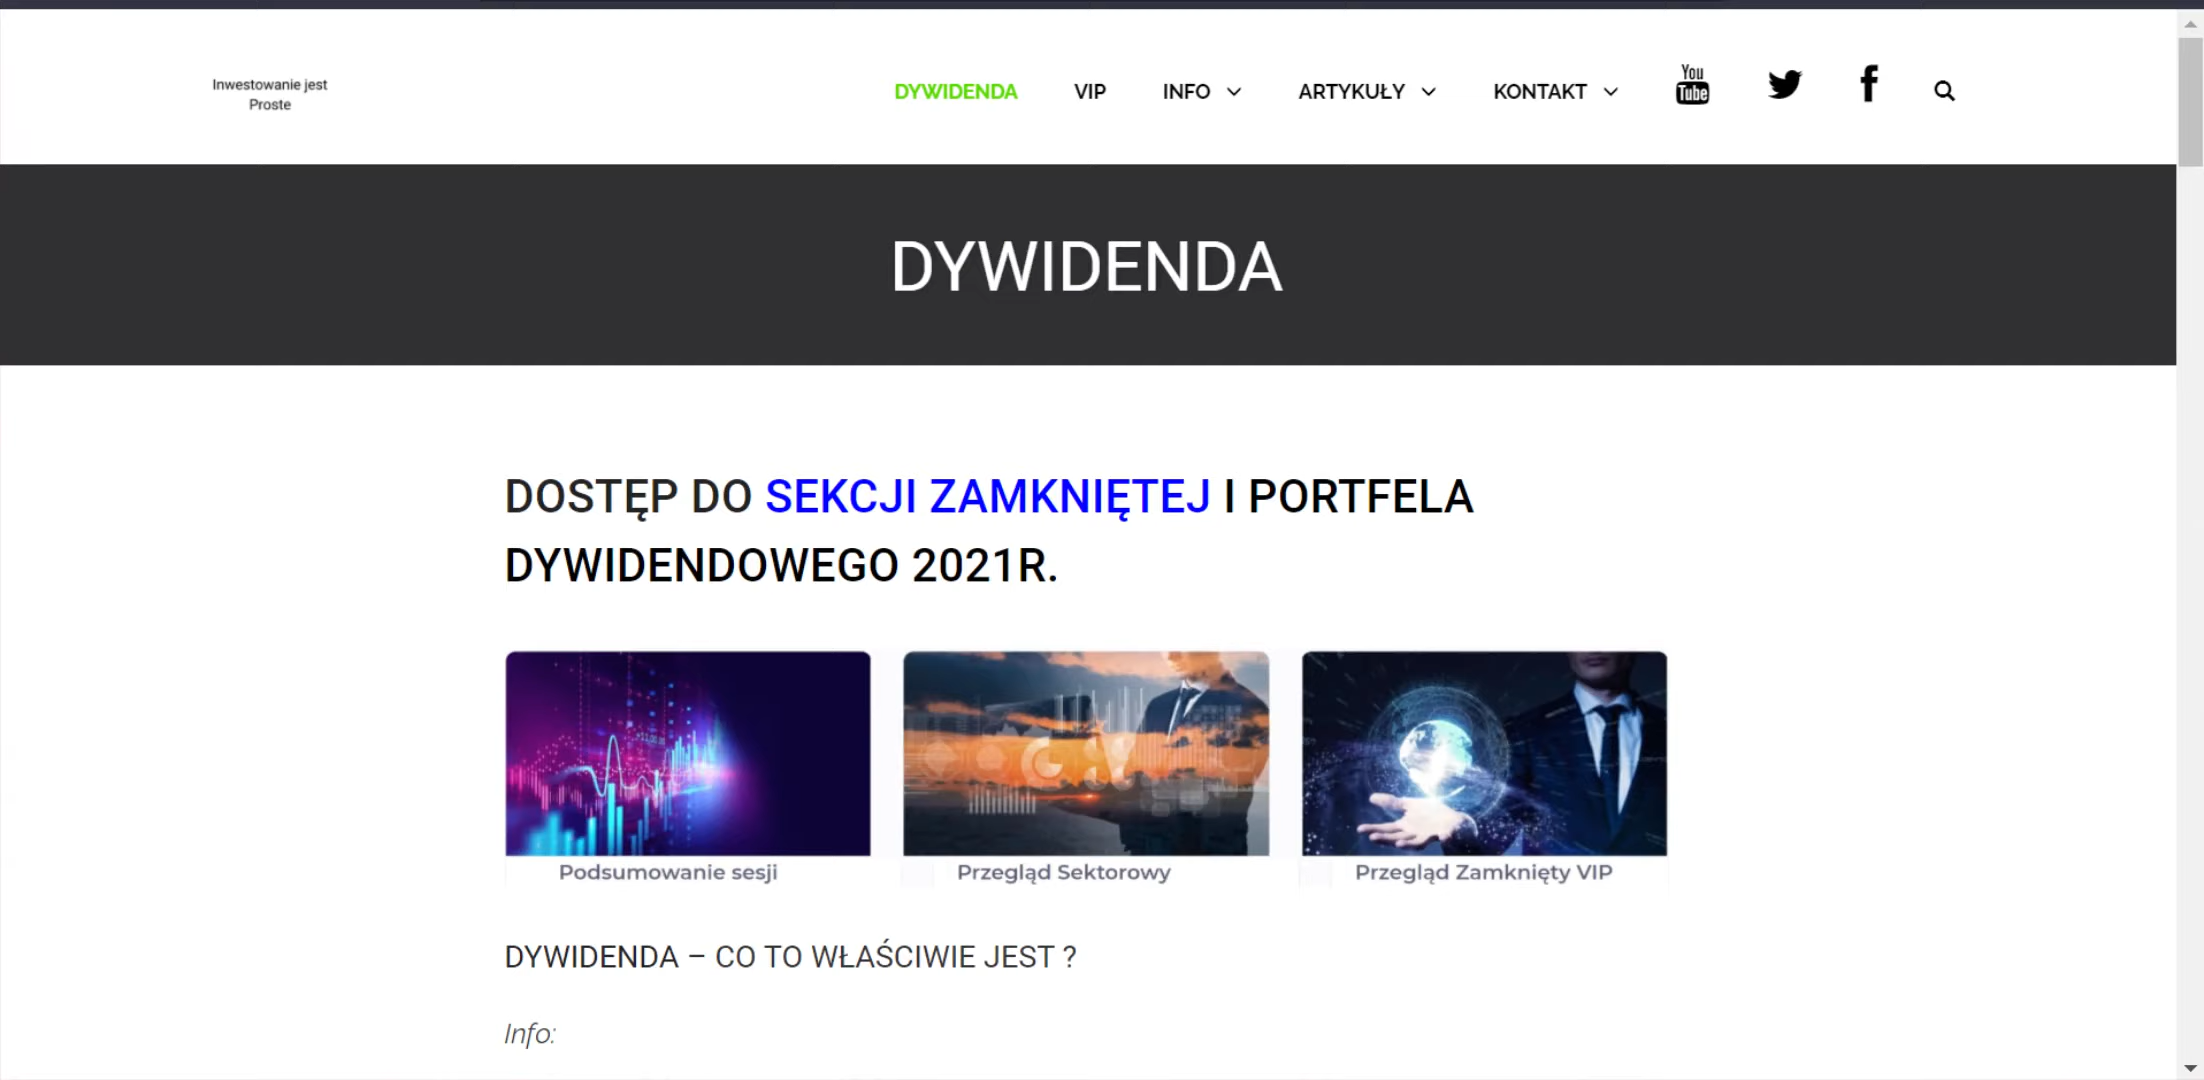 Inwestowanie jest
Proste
DYWIDENDA VIP INFO ARTYKUŁY KONTAKT You Tube
DYWIDENDA
DOSTĘP DO SEKCJI ZAMKNIĘTEJ I PORTFELA
DYWIDENDOWEGO 2021R.
Podsumowanie sesji
Przegląd Sektorowy
Przegląd Zamknięty VIP
DYWIDENDA – CO TO WŁAŚCIWIE JEST ?
Info: